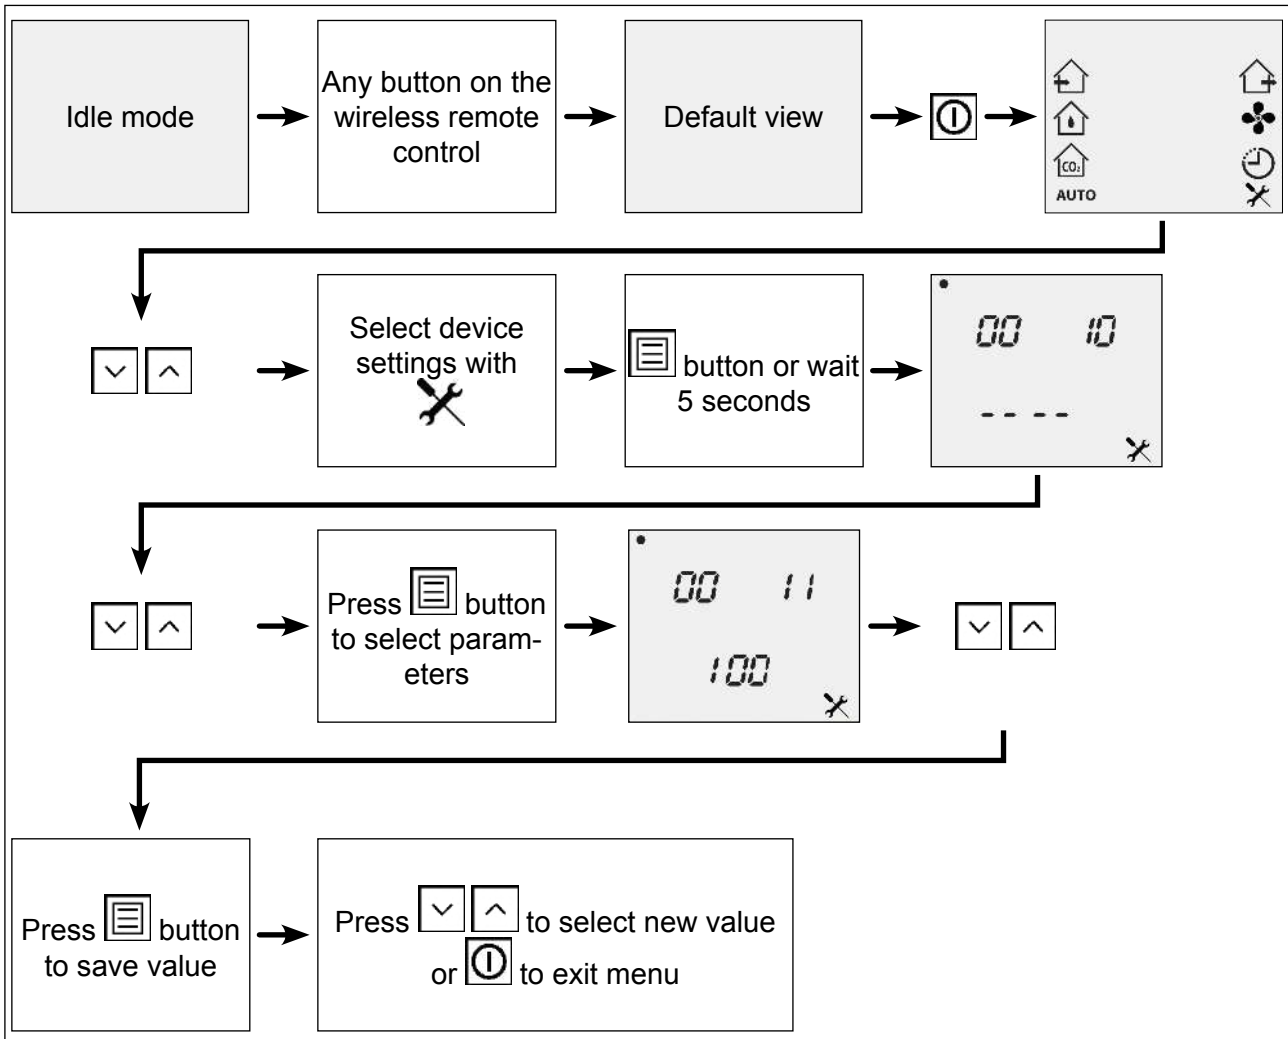 Idle mode
Any button on the
wireless remote
control
Default view
CO₂
AUTO
Select device
settings with
button or wait
5 seconds
00 10
- - - -
Press button
to select param-
eters
00 11
100
Press button
to save value
Press to select new value
or to exit menu